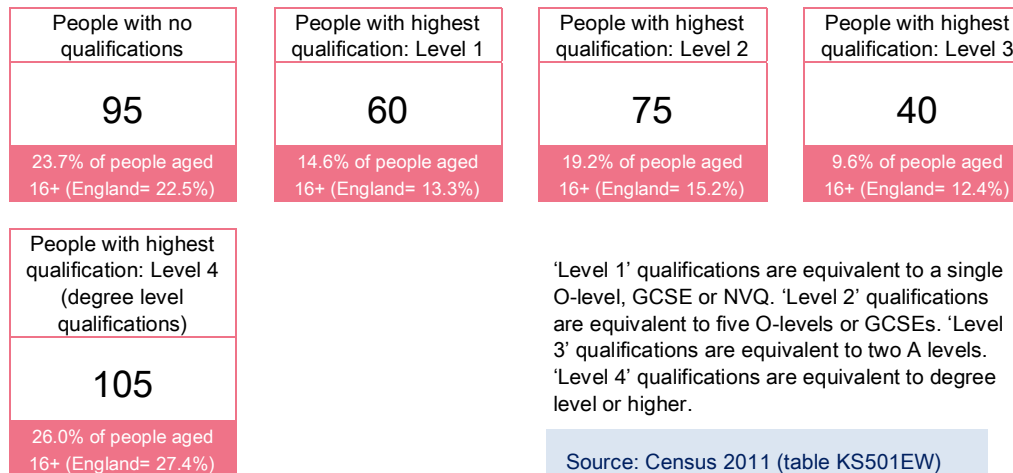 People with no
qualifications
95
23.7% of people aged
16+ (England= 22.5%)
People with highest
qualification: Level 1
60
14.6% of people aged
16+ (England= 13.3%)
People with highest
qualification: Level 2
75
19.2% of people aged
16+ (England= 15.2%)
People with highest
qualification: Level 3
40
9.6% of people aged
16+ (England= 12.4%)
People with highest
qualification: Level 4
(degree level
qualifications)
105
26.0% of people aged
16+ (England= 27.4%)
‘Level 1’ qualifications are equivalent to a single
O-level, GCSE or NVQ. ‘Level 2’ qualifications
are equivalent to five O-levels or GCSEs. ‘Level
3’ qualifications are equivalent to two A levels.
‘Level 4’ qualifications are equivalent to degree
level or higher.
Source: Census 2011 (table KS501EW)